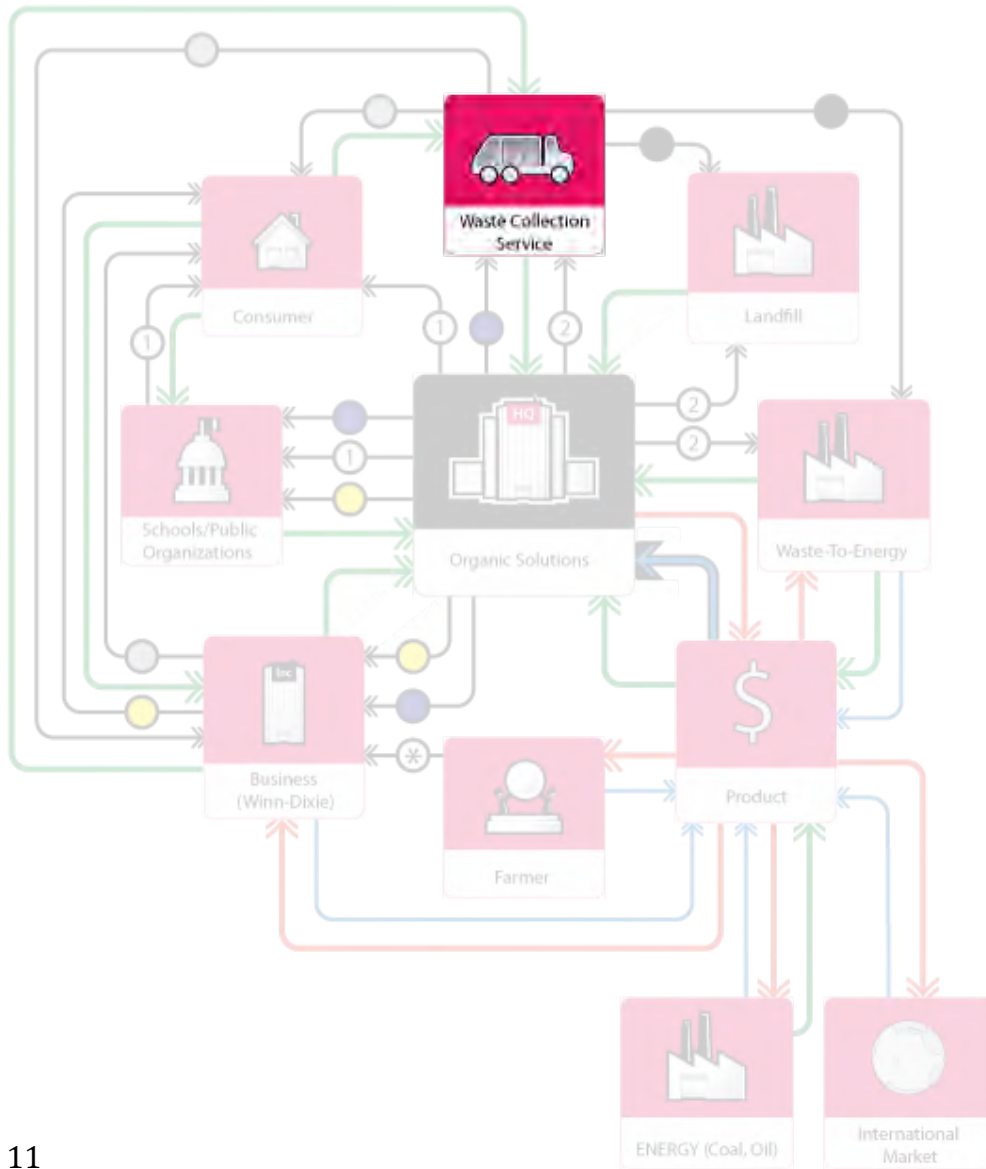 Waste Collection
Service
Consumer
Landfill
1
1
2
HQ
2
2
1
Schools/Public
Organizations
Organic Solutions
Waste-To-Energy
Inc
$
*
Business
(Winn-Dixie)
Product
Farmer
ENERGY (Coal, Oil)
International
Market
11